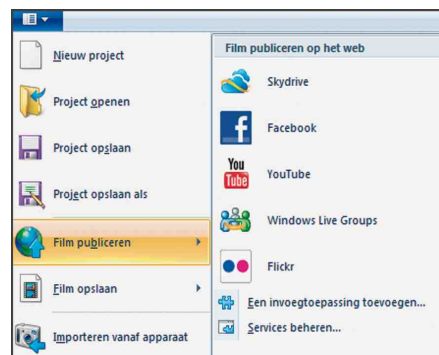 Nieuw project
Project openen
Project opslaan
Project opslaan als
Film publiceren
Film opslaan
Importeren vanaf apparaat
Film publiceren op het web
Skydrive
f
Facebook
You
Tube
YouTube
Windows Live Groups
Flickr
Een invoegtoepassing toevoegen...
Services beheren...